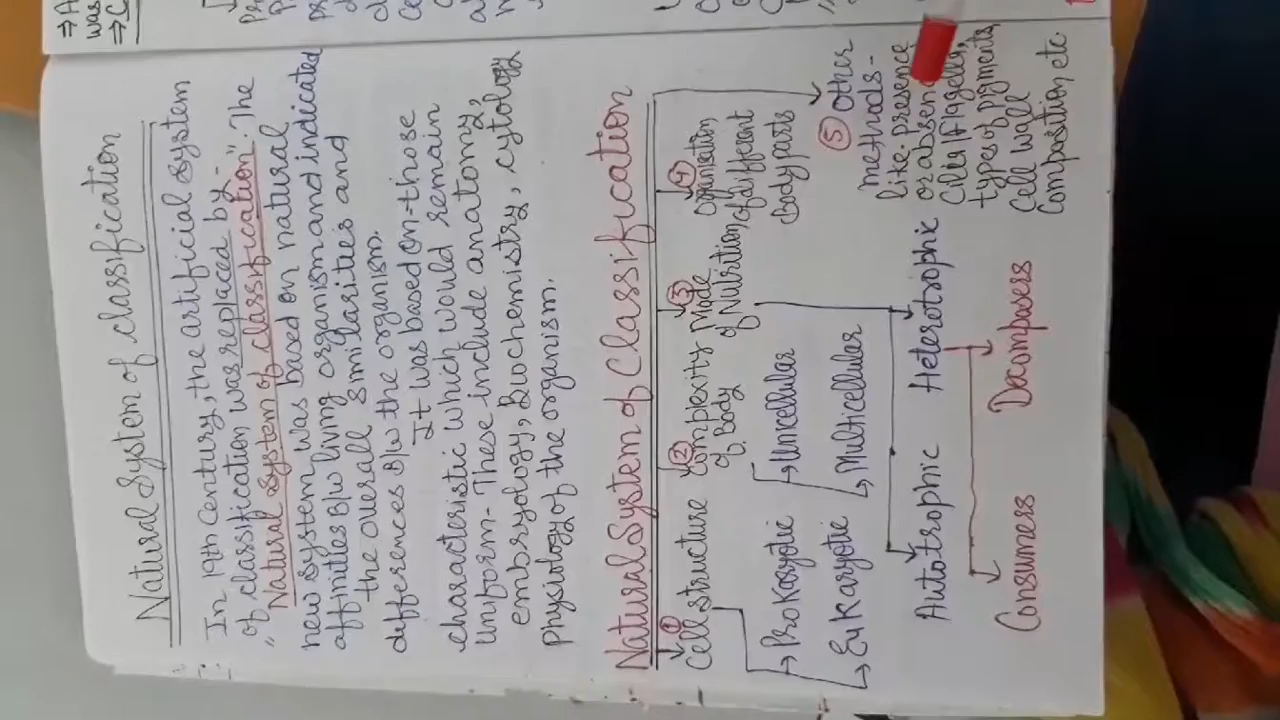 Natural System of classification
In 19th Century, the artificial System
of classification was replaced by-
"Natural System of classification". The
new system was based on natural
affinities B/w living organism and indicated
the overall similarites and
differences B/w the organism.
It was based on those
characteristic which would remain
Uniform. These include anatomy,
embryology, Biochemistry, cytology
Physiology of the organism.
Natural System of Classification
① Cell structure
→ Prokaryotic
→ Eukaryotic
② Complexity
of Body
→ Unicellular
→ Multicellular
③ Mode
of Nutrition
Autotrophic Heterotrophic
Consumers Decomposers
④ Organisation
of different
Body parts
⑤ Other
methods-
like presence
or absen
Cilia/Flagella,
types of pigments
Cell wall
Composition etc.
⇒A
was
⇒C